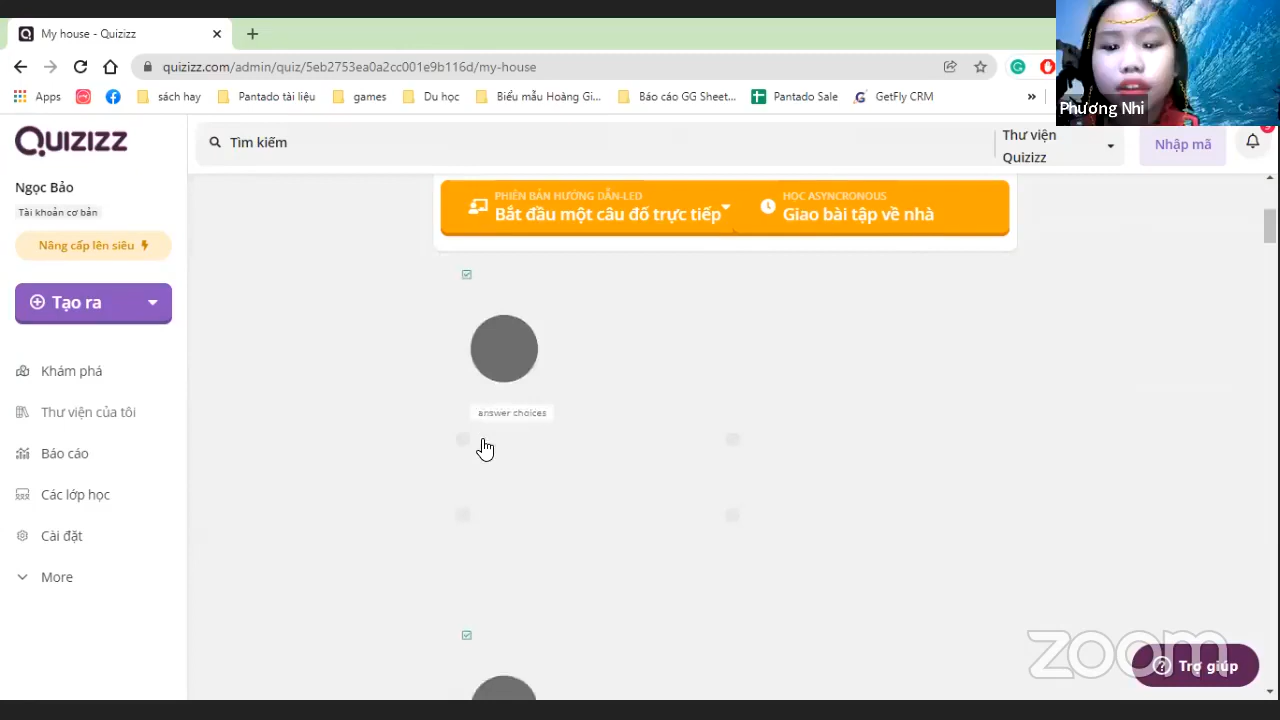 My house - Quizizz
quizizz.com/admin/quiz/5eb2753ea0a2cc001e9b116d/my-house
Apps
sách hay
Pantado tài liệu
games
Du học
Biểu mẫu Hoàng Gi...
Báo cáo GG Sheet...
Pantado Sale
GetFly CRM
»
Phương Nhi
QUIZIZZ
Tìm kiếm
Thư viện
Quizizz
Nhập mã
Ngọc Bảo
Tài khoản cơ bản
Nâng cấp lên siêu
Tạo ra
Khám phá
Thư viện của tôi
Báo cáo
Các lớp học
Cài đặt
More
PHIÊN BẢN HƯỚNG DẪN-LED
Bắt đầu một câu đố trực tiếp
HỌC ASYNCRONOUS
Giao bài tập về nhà
answer choices
zoom
Trợ giúp